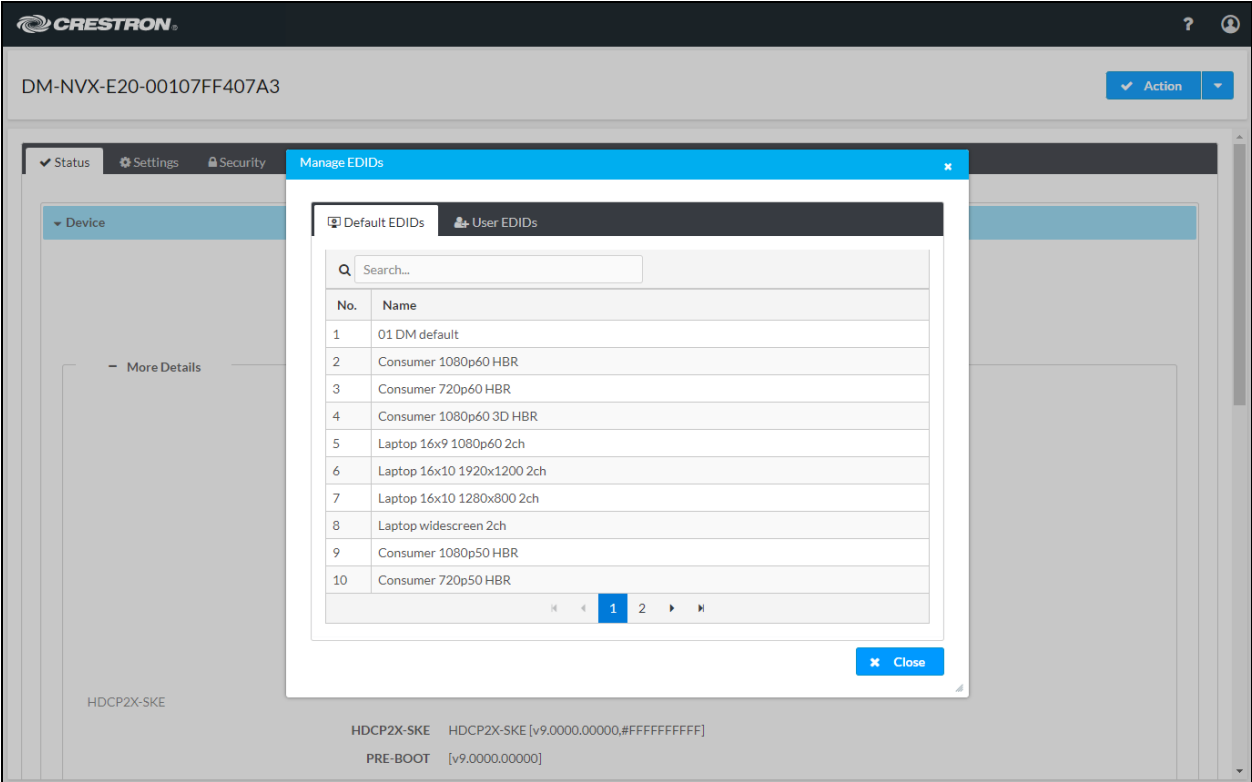 CRESTRON®
?
DM-NVX-E20-00107FF407A3
Action
Status Settings Security
Manage EDIDs
Device
Default EDIDs User EDIDs
Search...
No. Name
1 01 DM default
2 Consumer 1080p60 HBR
3 Consumer 720p60 HBR
4 Consumer 1080p60 3D HBR
5 Laptop 16x9 1080p60 2ch
6 Laptop 16x10 1920x1200 2ch
7 Laptop 16x10 1280x800 2ch
8 Laptop widescreen 2ch
9 Consumer 1080p50 HBR
10 Consumer 720p50 HBR
1 2
More Details
Close
HDCP2X-SKE
HDCP2X-SKE HDCP2X-SKE [v9.0000.00000,#FFFFFFFFFF]
PRE-BOOT [v9.0000.00000]